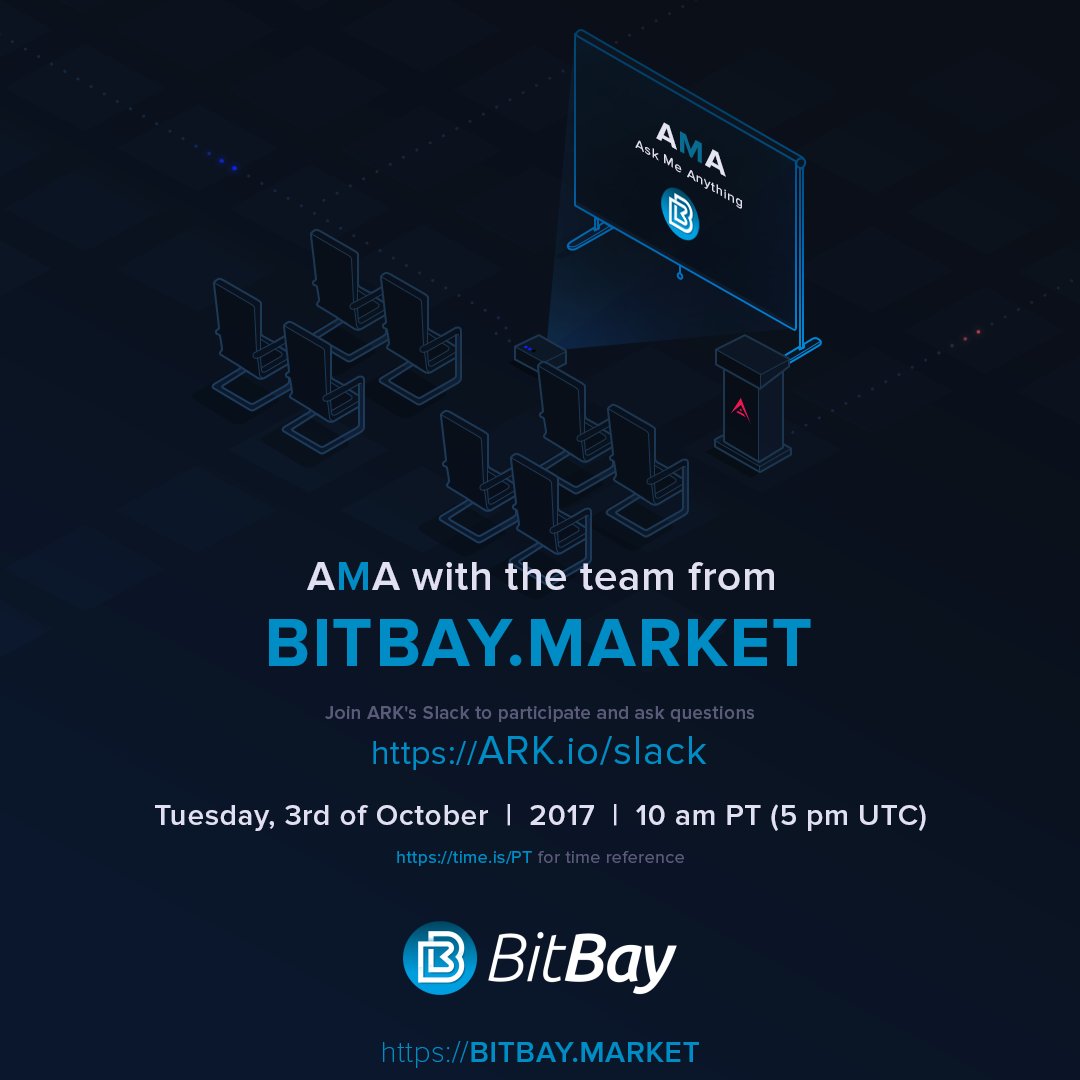 AMA
Ask Me Anything
AMA with the team from
BITBAY.MARKET
Join ARK's Slack to participate and ask questions
https://ARK.io/slack
Tuesday, 3rd of October | 2017 | 10 am PT (5 pm UTC)
https://time.is/PT for time reference
BitBay
https://BITBAY.MARKET